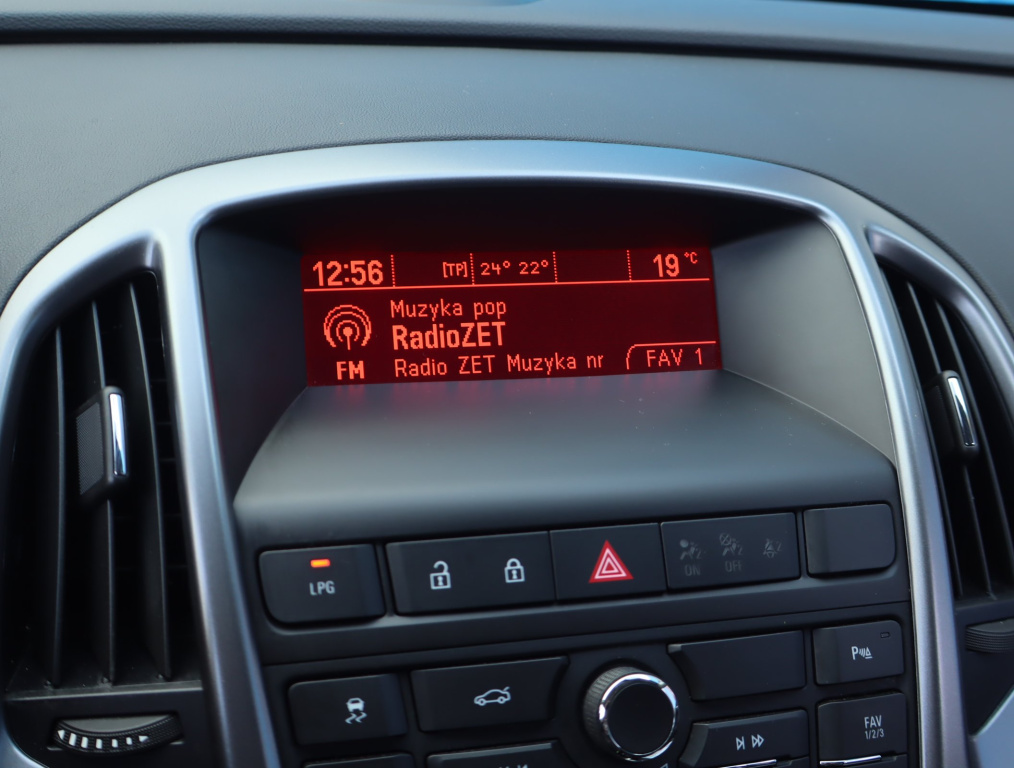 12:56 [TP] 24° 22° 19 °C
Muzyka pop
RadioZET
FM Radio ZET Muzyka nr FAV 1
LPG
ON OFF
P
FAV
1/2/3